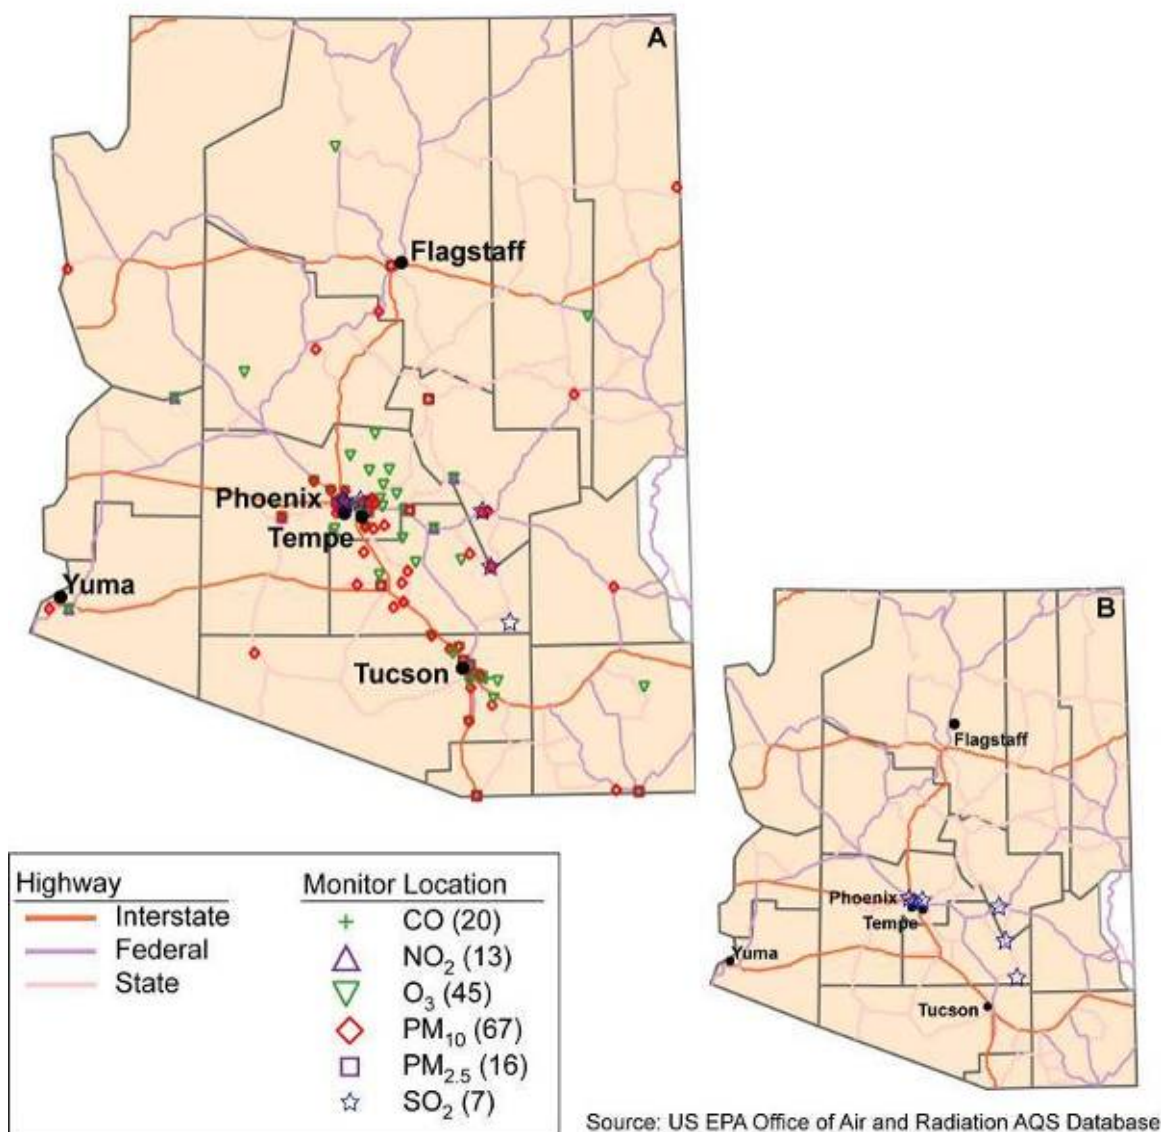 A
Flagstaff
Phoenix
Tempe
Yuma
Tucson
B
Flagstaff
Phoenix
Tempe
Yuma
Tucson
Highway
Interstate
Federal
State
Monitor Location
CO (20)
NO₂ (13)
O₃ (45)
PM₁₀ (67)
PM₂.₅ (16)
SO₂ (7)
Source: US EPA Office of Air and Radiation AQS Database